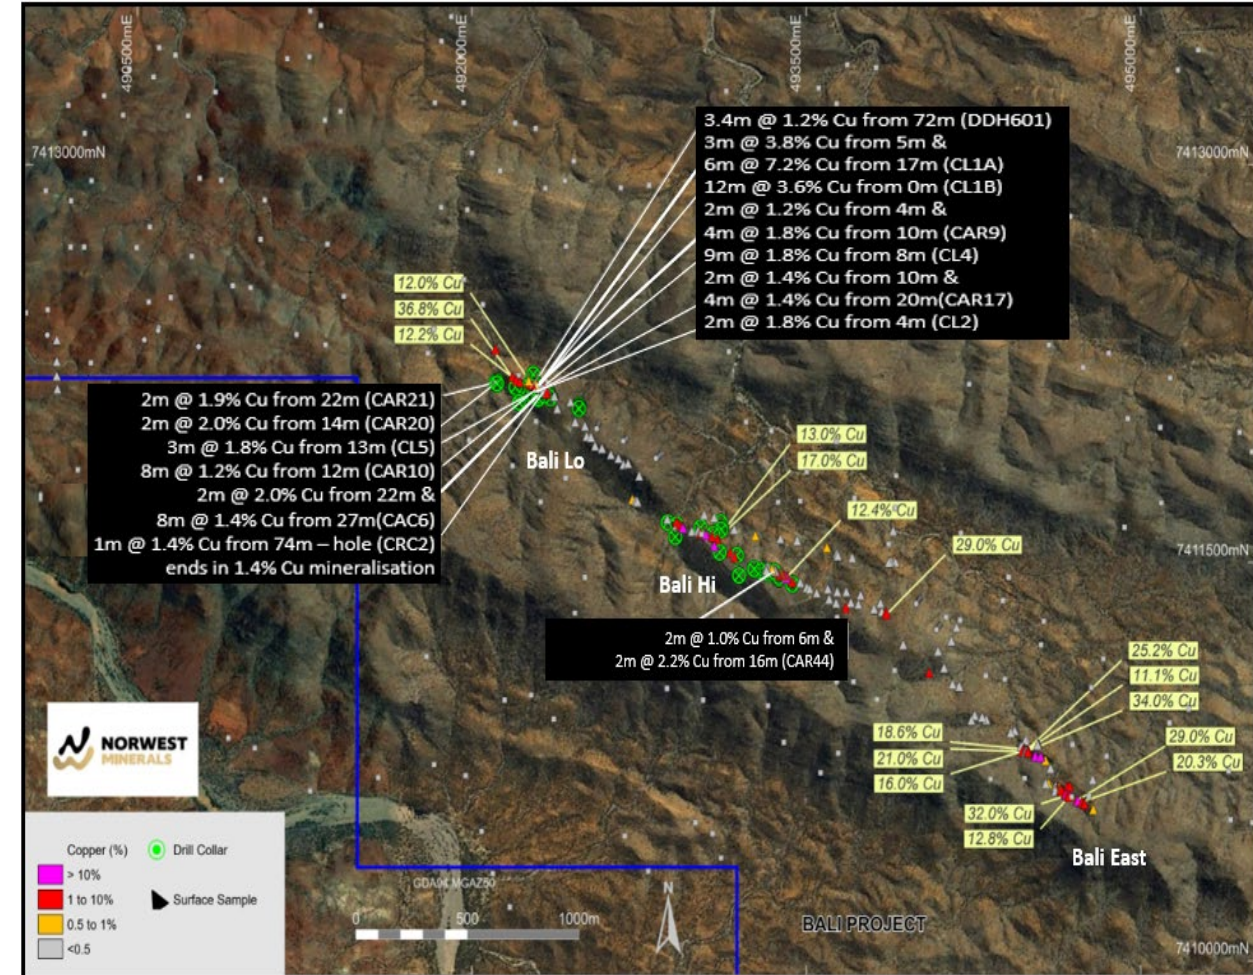 490500mE
492000mE
493500mE
495000mE
7413000mN
7413000mN
3.4m @ 1.2% Cu from 72m (DDH601)
3m @ 3.8% Cu from 5m &
6m @ 7.2% Cu from 17m (CL1A)
12m @ 3.6% Cu from 0m (CL1B)
2m @ 1.2% Cu from 4m &
4m @ 1.8% Cu from 10m (CAR9)
9m @ 1.8% Cu from 8m (CL4)
2m @ 1.4% Cu from 10m &
4m @ 1.4% Cu from 20m(CAR17)
2m @ 1.8% Cu from 4m (CL2)
12.0% Cu
36.8% Cu
12.2% Cu
2m @ 1.9% Cu from 22m (CAR21)
2m @ 2.0% Cu from 14m (CAR20)
3m @ 1.8% Cu from 13m (CL5)
8m @ 1.2% Cu from 12m (CAR10)
2m @ 2.0% Cu from 22m &
8m @ 1.4% Cu from 27m(CAC6)
1m @ 1.4% Cu from 74m – hole (CRC2)
ends in 1.4% Cu mineralisation
Bali Lo
13.0% Cu
17.0% Cu
12.4% Cu
29.0% Cu
7411500mN
Bali Hi
2m @ 1.0% Cu from 6m &
2m @ 2.2% Cu from 16m (CAR44)
25.2% Cu
11.1% Cu
34.0% Cu
18.6% Cu
21.0% Cu
16.0% Cu
29.0% Cu
20.3% Cu
32.0% Cu
12.8% Cu
Bali East
NORWEST
MINERALS
Copper (%)
> 10%
1 to 10%
0.5 to 1%
<0.5
Drill Collar
Surface Sample
GDA94 MGAZ50
0 500 1000m
N
BALI PROJECT
7410000mN